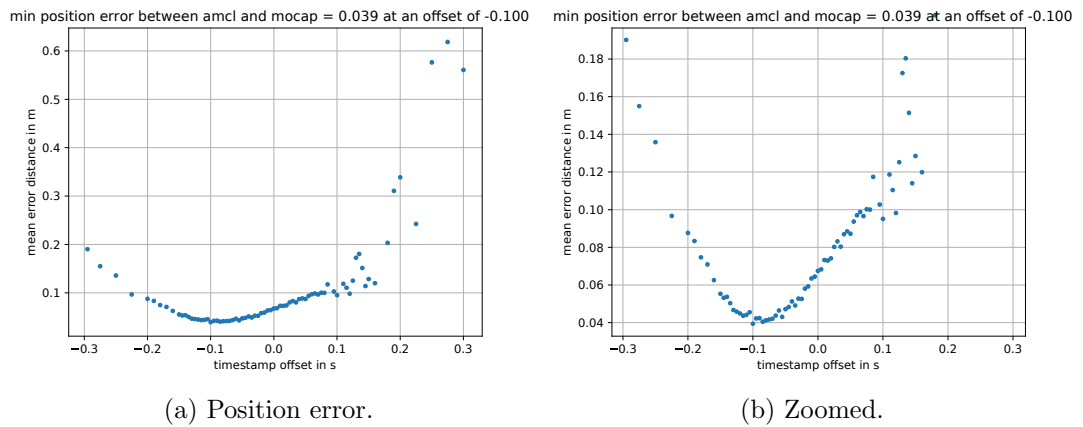 min position error between amcl and mocap = 0.039 at an offset of -0.100
mean error distance in m
0.6
0.5
0.4
0.3
0.2
0.1
−0.3 −0.2 −0.1 0.0 0.1 0.2 0.3
timestamp offset in s
(a) Position error.
min position error between amcl and mocap = 0.039 at an offset of -0.100
mean error distance in m
0.18
0.16
0.14
0.12
0.10
0.08
0.06
0.04
−0.3 −0.2 −0.1 0.0 0.1 0.2 0.3
timestamp offset in s
(b) Zoomed.